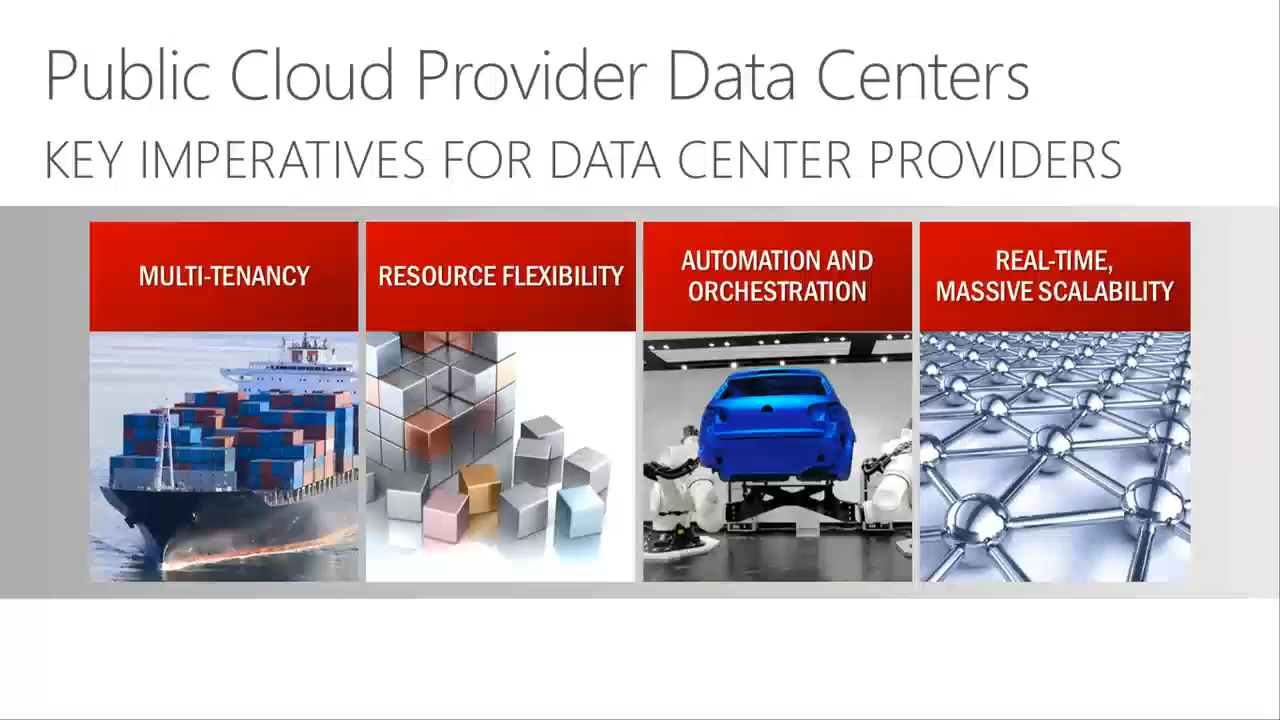 Public Cloud Provider Data Centers
KEY IMPERATIVES FOR DATA CENTER PROVIDERS
MULTI-TENANCY
RESOURCE FLEXIBILITY
AUTOMATION AND
ORCHESTRATION
REAL-TIME,
MASSIVE SCALABILITY